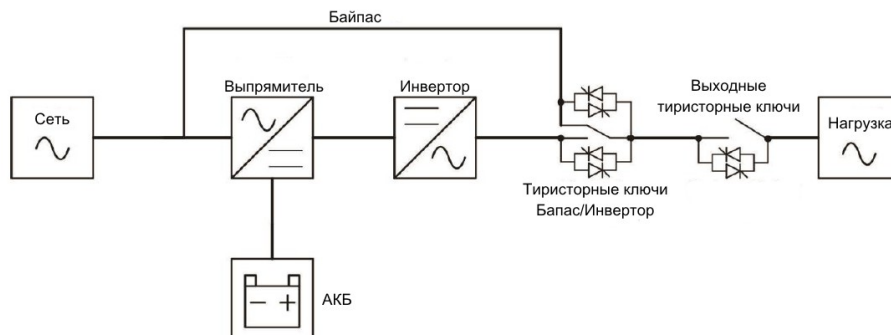 Байпас
Выпрямитель
Инвертор
Выходные
тиристорные ключи
Сеть
Нагрузка
Тиристорные ключи
Бапас/Инвертор
АКБ